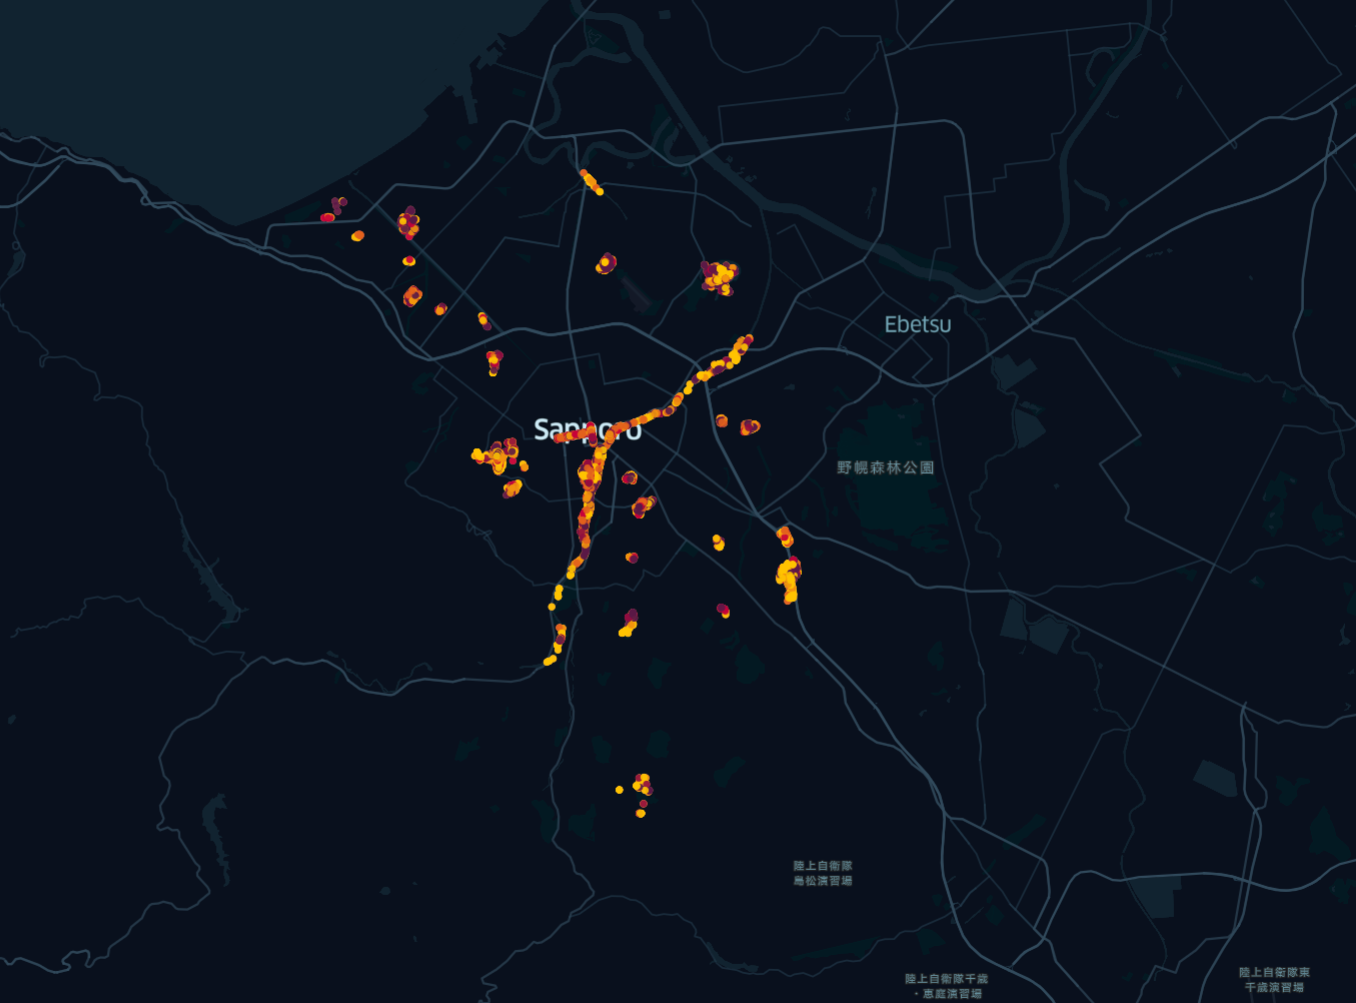 Ebetsu
Sapporo
野幌森林公園
陸上自衛隊
島松演習場
陸上自衛隊千歳
・恵庭演習場
陸上自衛隊東
千歳演習場